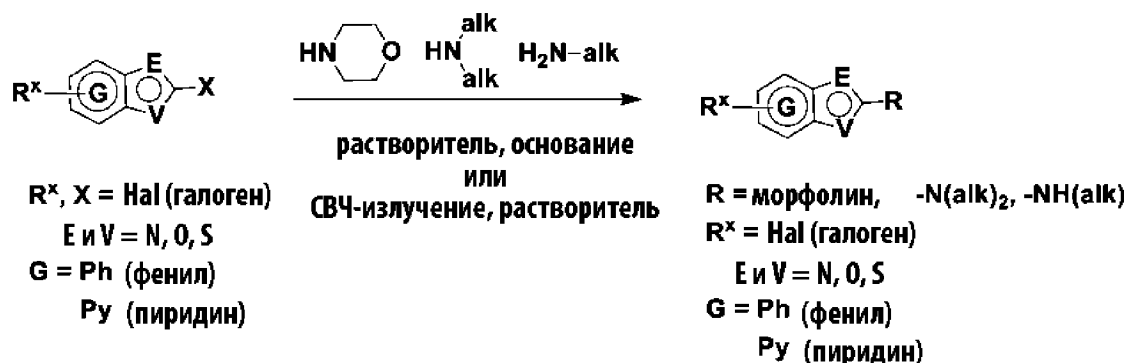 HN O HN alk alk H₂N–alk
Rˣ G E V X
Rˣ G E V R
растворитель, основание
или
СВЧ-излучение, растворитель
Rˣ, X = Hal (галоген)
E и V = N, O, S
G = Ph (фенил)
Py (пиридин)
R = морфолин, -N(alk)₂, -NH(alk)
Rˣ = Hal (галоген)
E и V = N, O, S
G = Ph (фенил)
Py (пиридин)